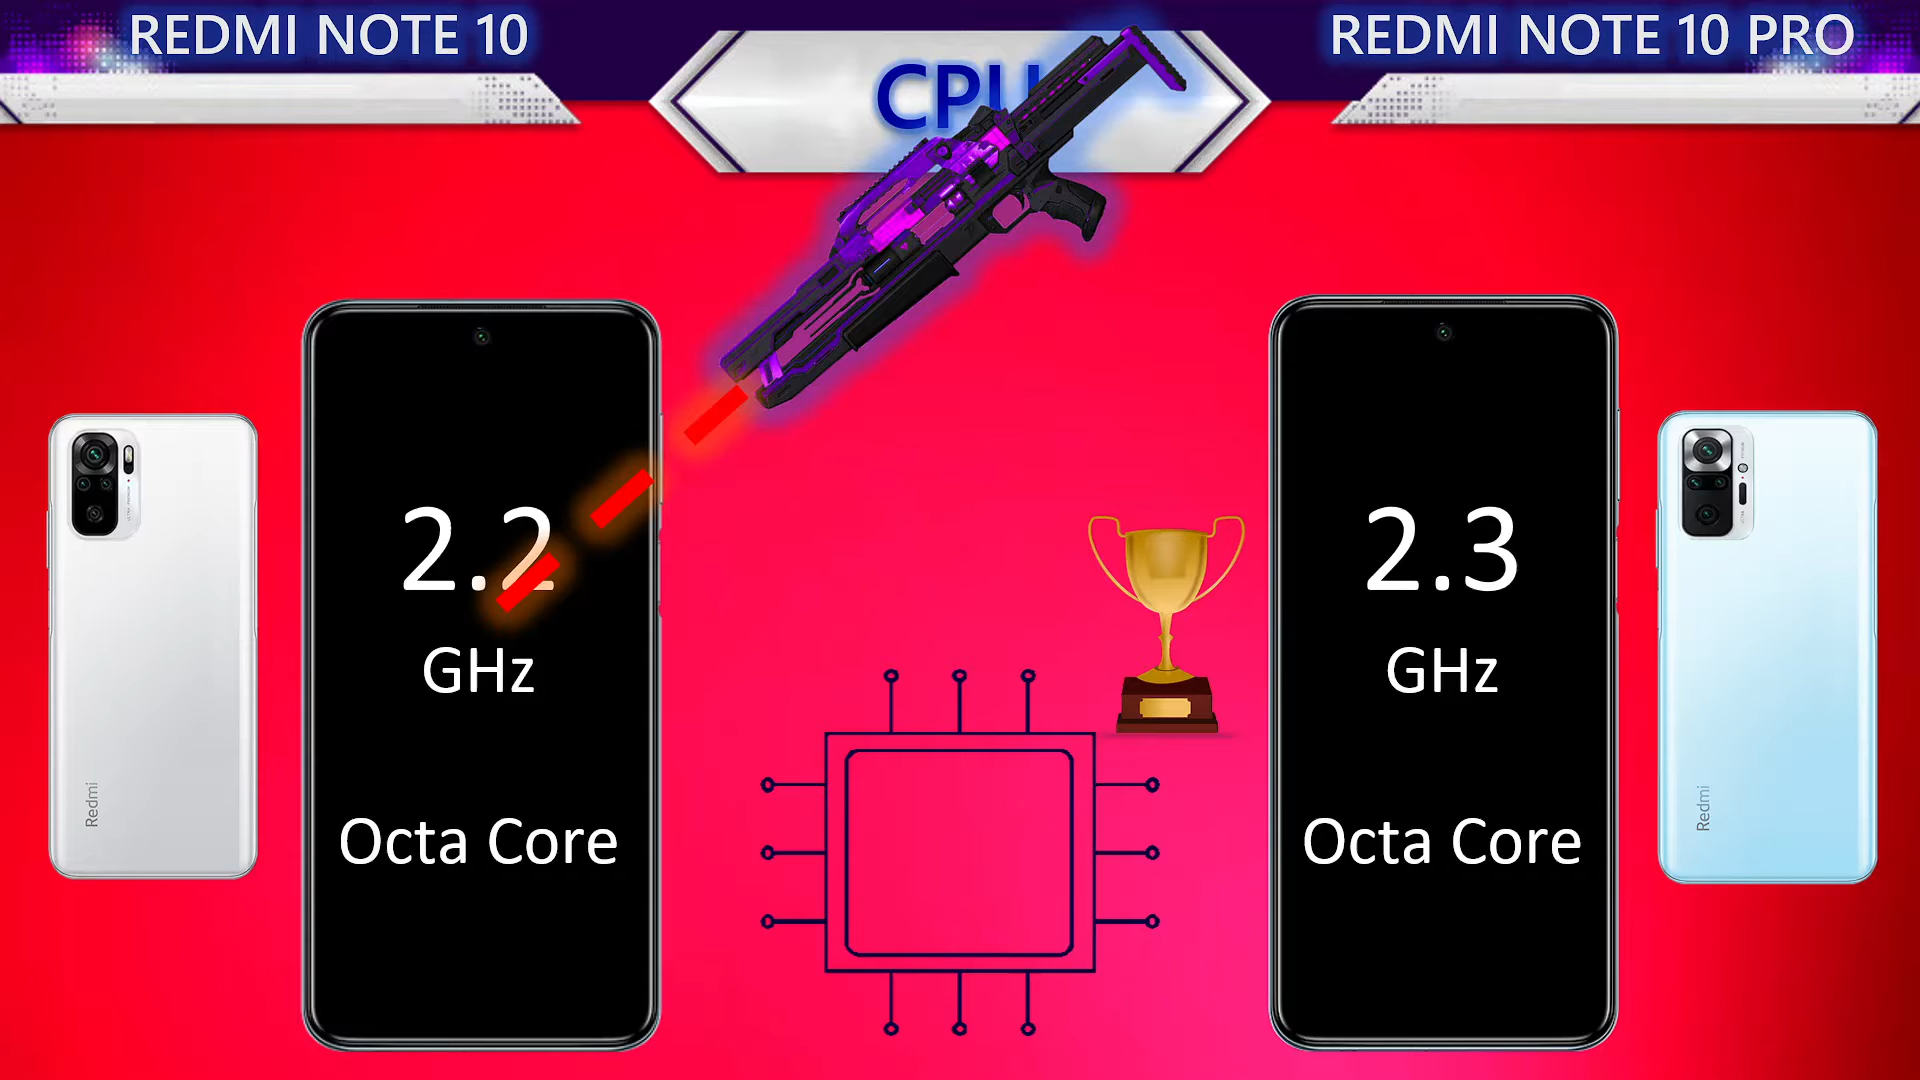 REDMI NOTE 10
CPU
REDMI NOTE 10 PRO
2.2
GHz
Octa Core
2.3
GHz
Octa Core
Redmi
Redmi